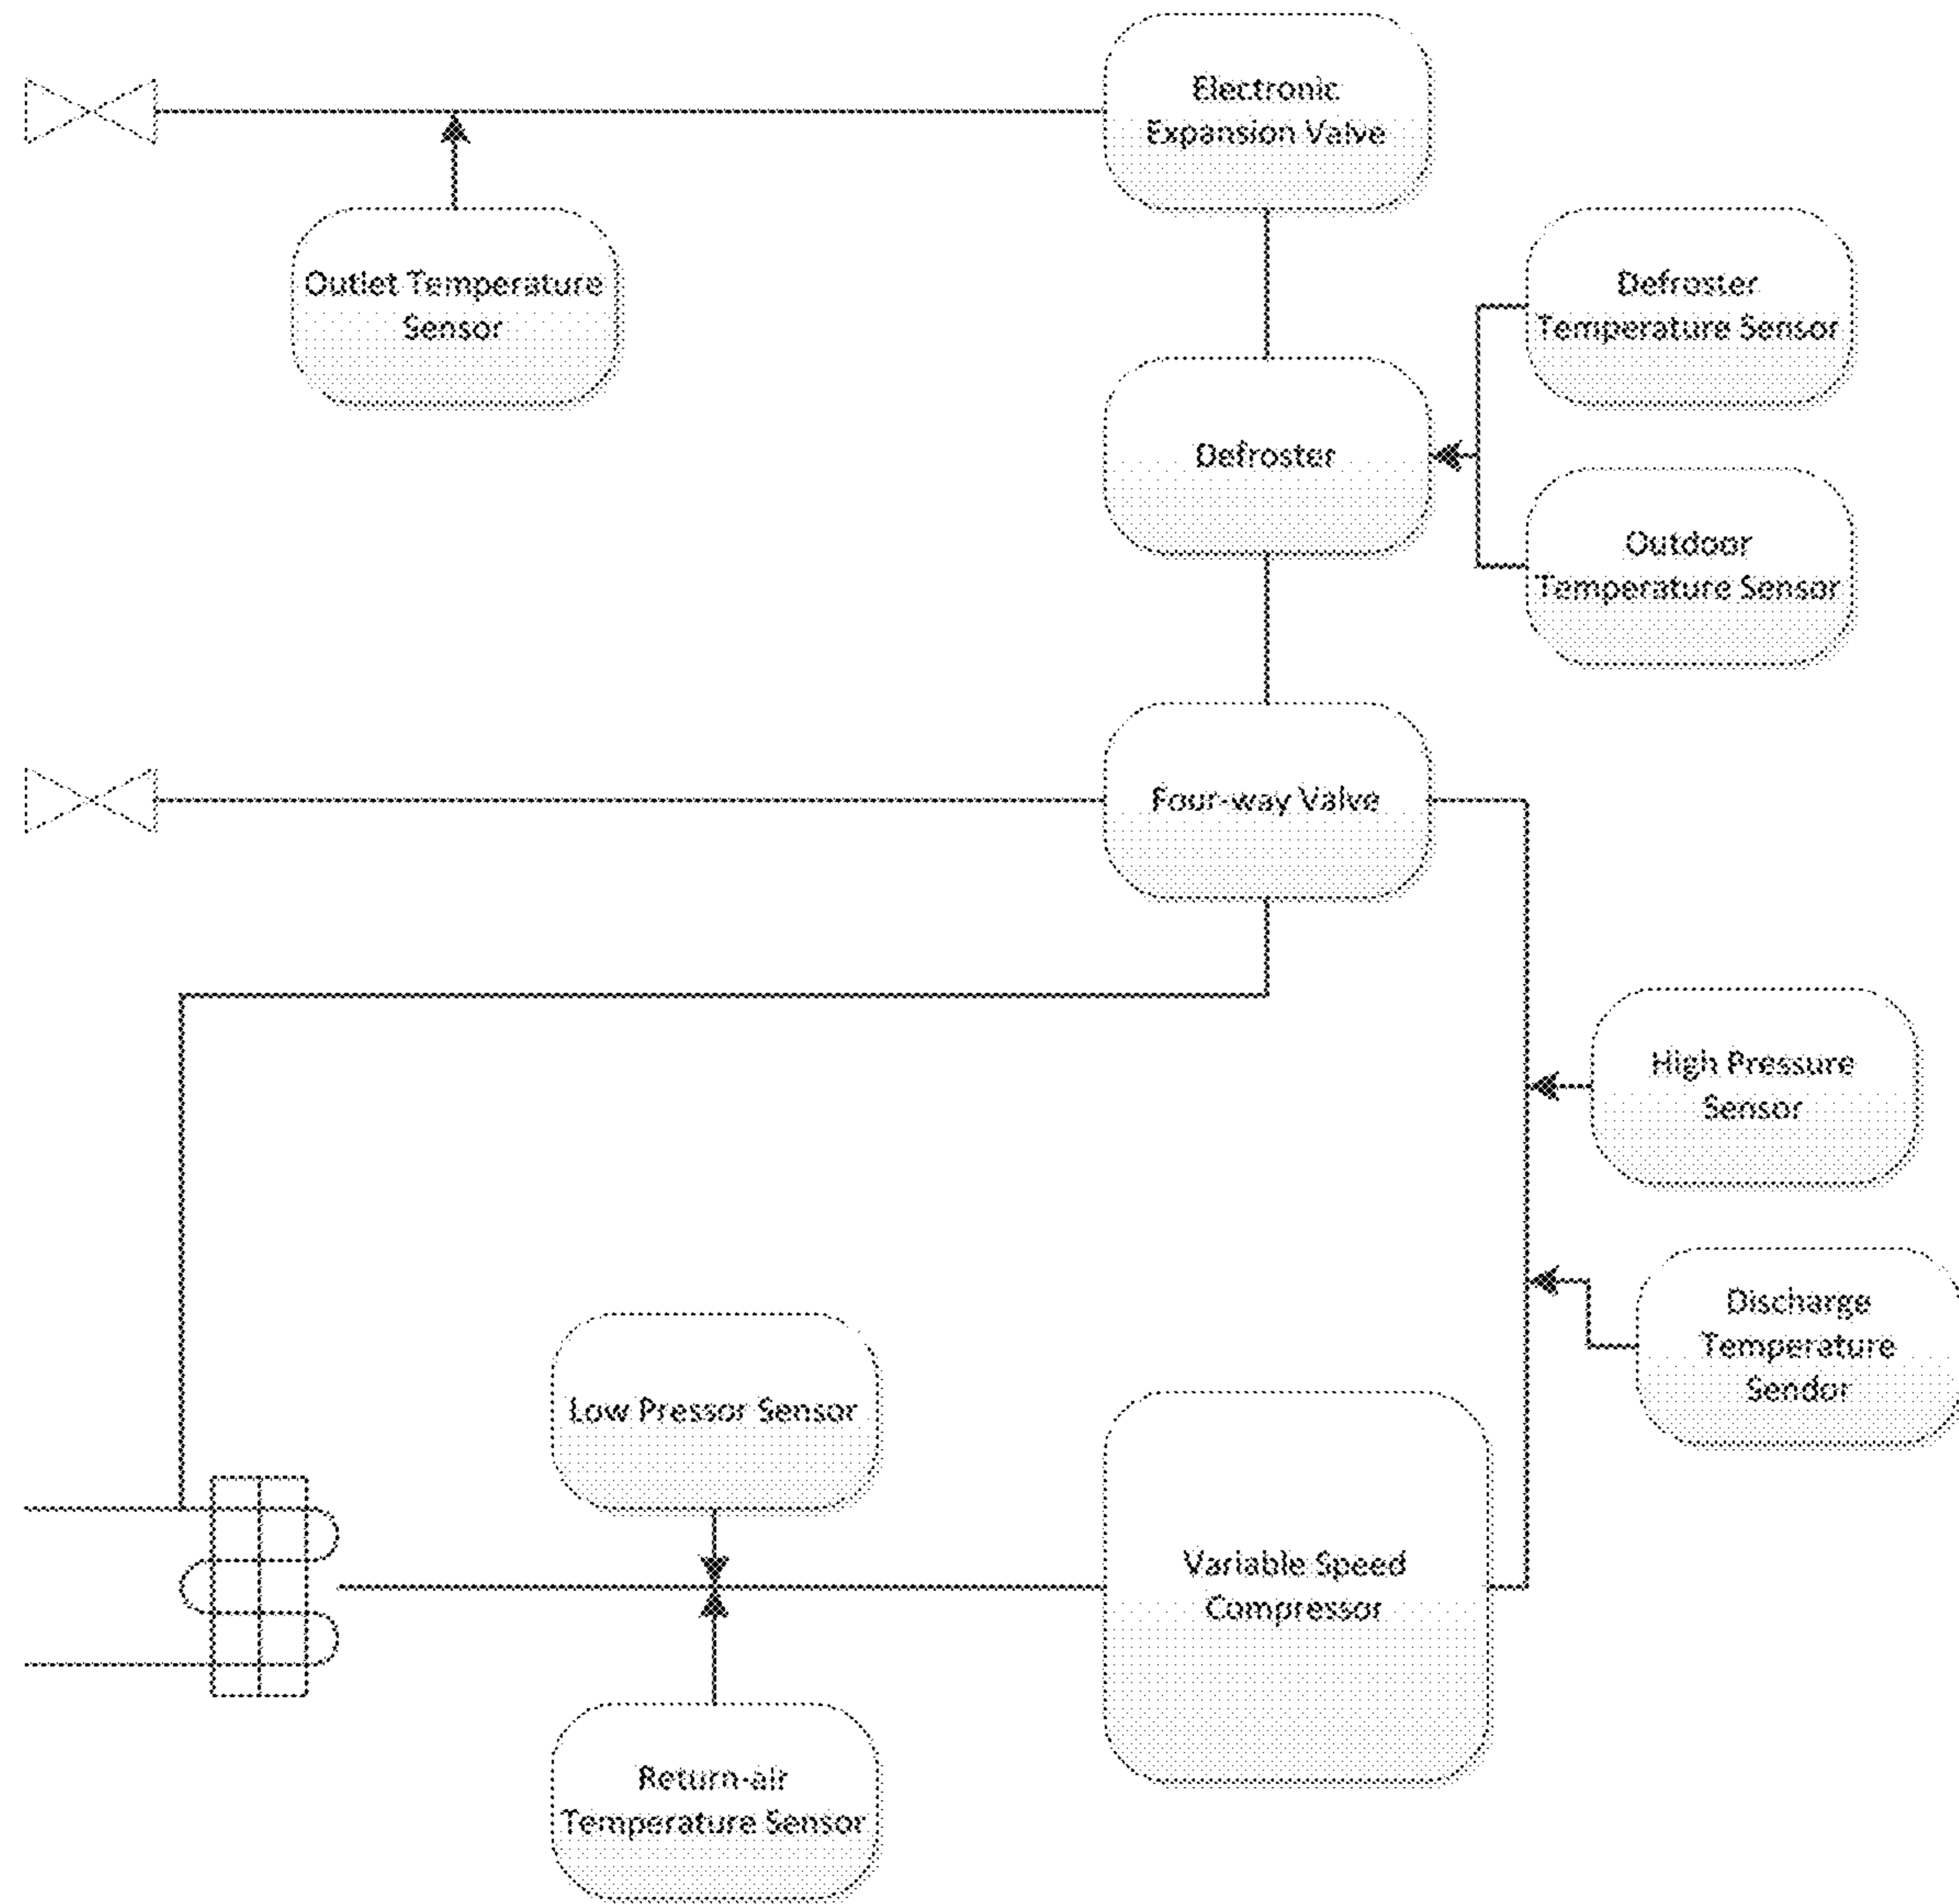 Electronic
Expansion Valve
Outlet Temperature
Sensor
Defroster
Temperature Sensor
Defroster
Outdoor
Temperature Sensor
Four-way Valve
High Pressure
Sensor
Discharge
Temperature
Sendor
Low Pressor Sensor
Variable Speed
Compressor
Return-air
Temperature Sensor